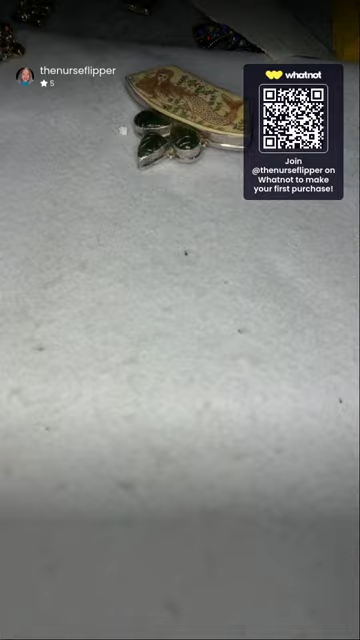 thenurseflipper
★ 5
whatnot
Join
@thenurseflipper on
Whatnot to make
your first purchase!